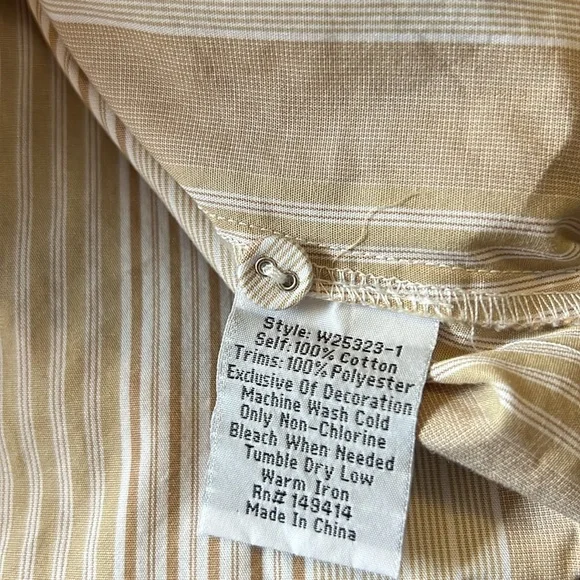 Style: W25323-1
Self:100% Cotton
Trims:100% Polyester
Exclusive Of Decoration
Machine Wash Cold
Only Non-Chlorine
Bleach When Needed
Tumble Dry Low
Warm Iron
Rn# 149414
Made In China